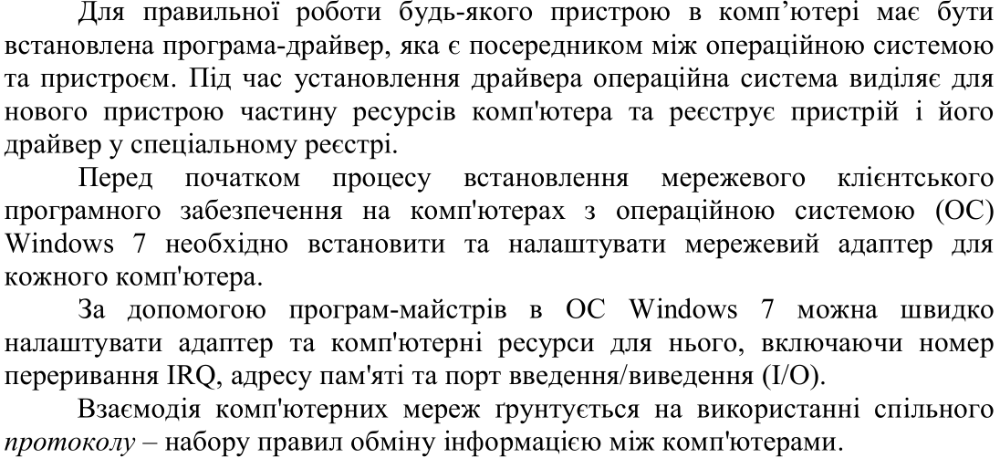 Для правильної роботи будь-якого пристрою в комп’ютері має бути
встановлена програма-драйвер, яка є посередником між операційною системою
та пристроєм. Під час установлення драйвера операційна система виділяє для
нового пристрою частину ресурсів комп'ютера та реєструє пристрій і його
драйвер у спеціальному реєстрі.
Перед початком процесу встановлення мережевого клієнтського
програмного забезпечення на комп'ютерах з операційною системою (ОС)
Windows 7 необхідно встановити та налаштувати мережевий адаптер для
кожного комп'ютера.
За допомогою програм-майстрів в ОС Windows 7 можна швидко
налаштувати адаптер та комп'ютерні ресурси для нього, включаючи номер
переривання IRQ, адресу пам'яті та порт введення/виведення (I/O).
Взаємодія комп'ютерних мереж ґрунтується на використанні спільного
протоколу – набору правил обміну інформацією між комп'ютерами.